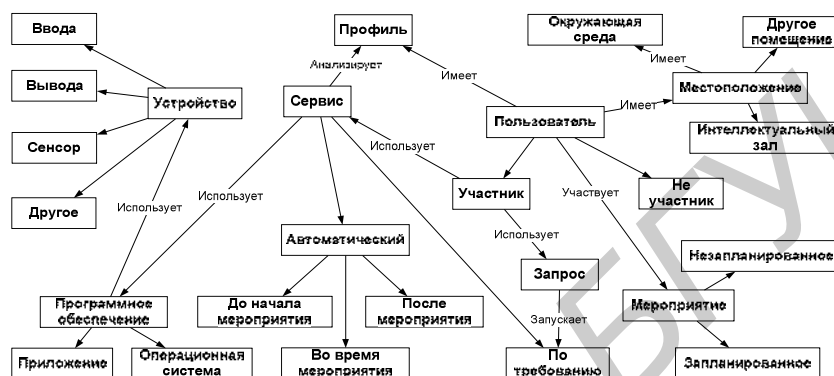 Ввода
Профиль
Окружающая
среда
Другое
помещение
Анализирует
Имеет
Имеет
Вывода
Устройство
Сервис
Имеет
Местоположение
Пользователь
Интеллектуальный
зал
Сенсор
Использует
Использует
Участник
Участвует
Не
участник
Другое
Использует
Автоматический
Использует
Незапланированное
Запрос
Программное
обеспечение
До начала
мероприятия
После
мероприятия
Запускает
Мероприятие
Приложение
Операционная
система
Во время
мероприятия
По
требованию
Запланированное
БГУ